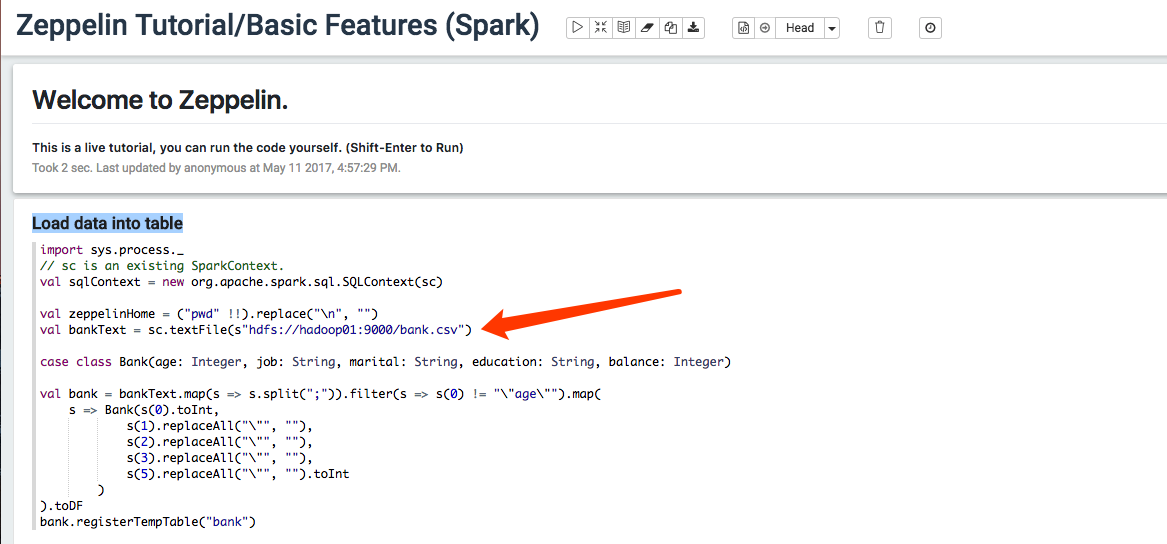 Zeppelin Tutorial/Basic Features (Spark)
Head
Welcome to Zeppelin.
This is a live tutorial, you can run the code yourself. (Shift-Enter to Run)
Took 2 sec. Last updated by anonymous at May 11 2017, 4:57:29 PM.
Load data into table
import sys.process._
// sc is an existing SparkContext.
val sqlContext = new org.apache.spark.sql.SQLContext(sc)
val zeppelinHome = ("pwd" !!).replace("\n", "")
val bankText = sc.textFile(s"hdfs://hadoop01:9000/bank.csv")
case class Bank(age: Integer, job: String, marital: String, education: String, balance: Integer)
val bank = bankText.map(s => s.split(";")).filter(s => s(0) != "\"age\"").map(
    s => Bank(s(0).toInt,
            s(1).replaceAll("\"", ""),
            s(2).replaceAll("\"", ""),
            s(3).replaceAll("\"", ""),
            s(5).replaceAll("\"", "").toInt
        )
).toDF
bank.registerTempTable("bank")